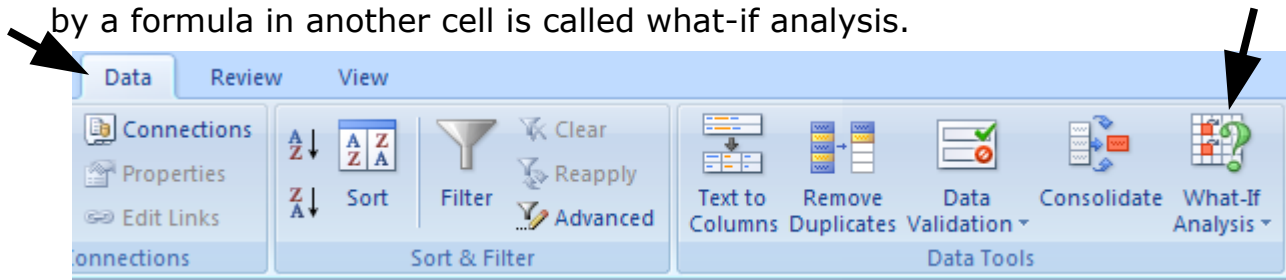 by a formula in another cell is called what-if analysis.
Data Review View
Connections
Properties
Edit Links
onnections
A
Z
Z
A
A Z
Z A
Sort
Filter
Clear
Reapply
Advanced
Sort & Filter
Text to
Columns
Remove
Duplicates
Data
Validation
Consolidate
What-If
Analysis
Data Tools